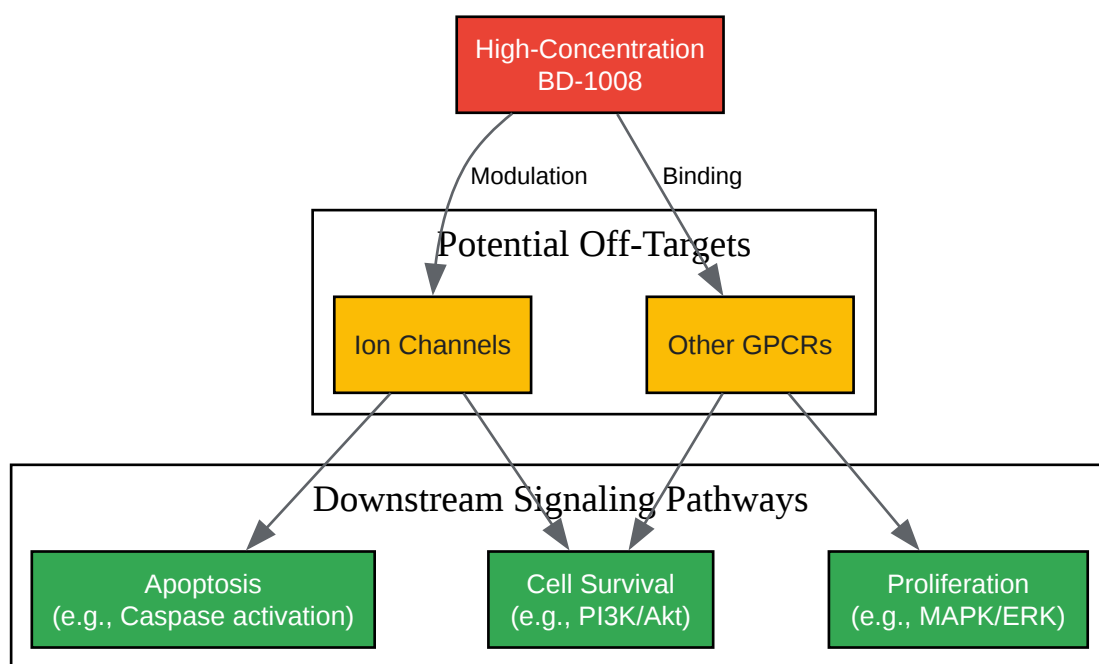 High-Concentration
BD-1008
Modulation
Binding
Potential Off-Targets
Ion Channels
Other GPCRs
Downstream Signaling Pathways
Apoptosis
(e.g., Caspase activation)
Cell Survival
(e.g., PI3K/Akt)
Proliferation
(e.g., MAPK/ERK)